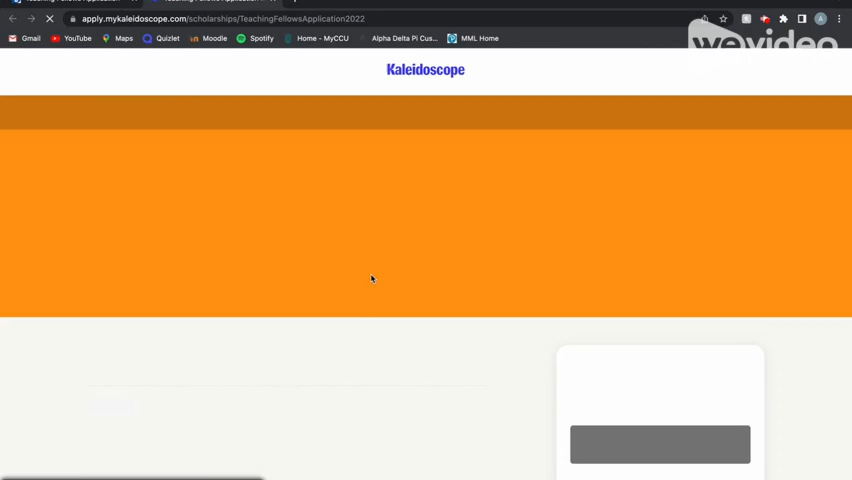 apply.mykaleidoscope.com/scholarships/TeachingFellowsApplication2022
Gmail YouTube Maps Quizlet Moodle Spotify Home - MyCCU Alpha Delta Pi Cus... MML Home
wevideo
Kaleidoscope